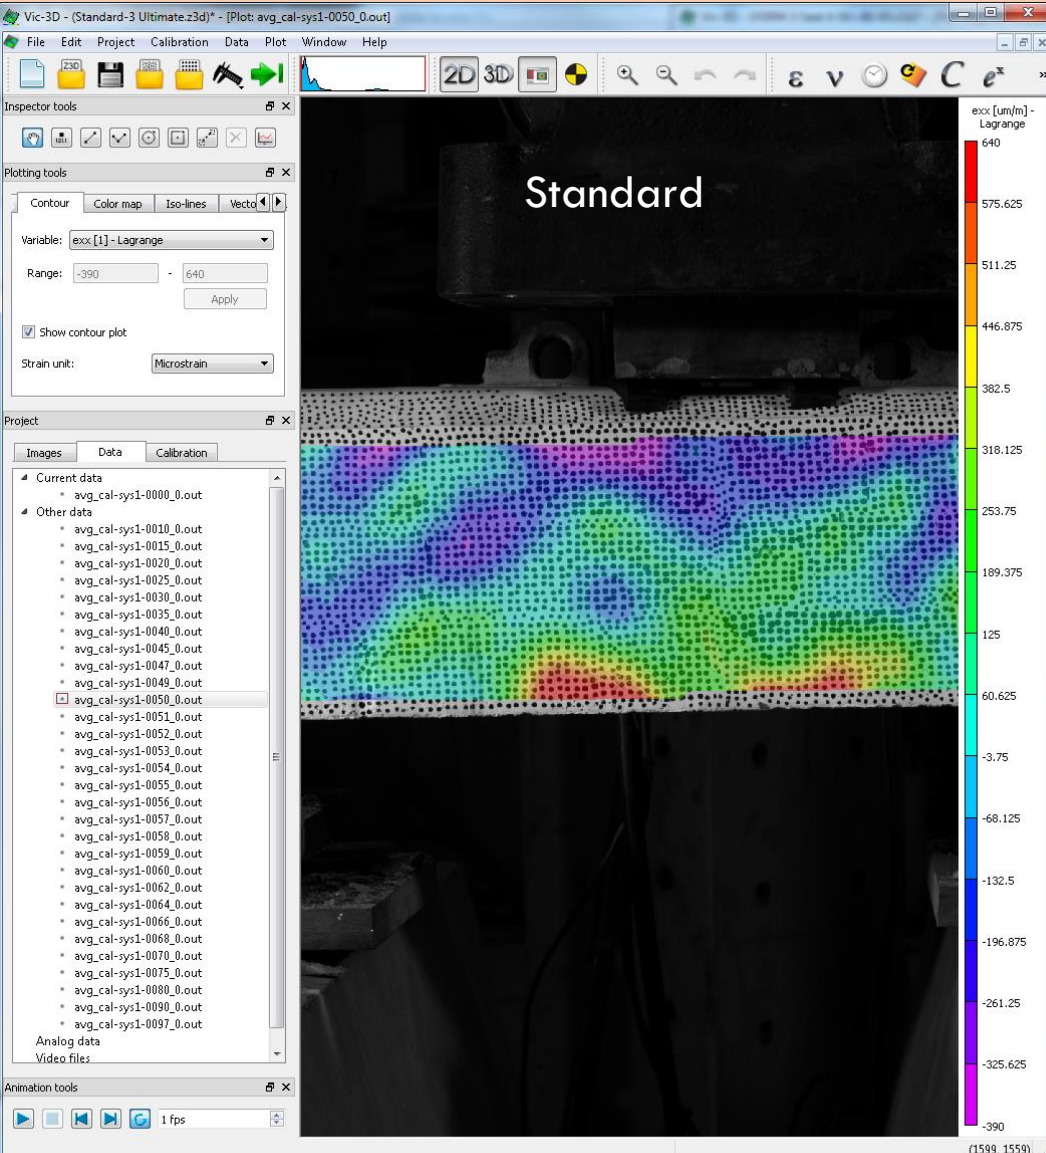 Vic-3D - (Standard-3 Ultimate.z3d)* - [Plot: avg_cal-sys1-0050_0.out]
File Edit Project Calibration Data Plot Window Help
Z3D
2D 3D ε ν C eˣ »
Inspector tools
Plotting tools
Contour Color map Iso-lines Vecto
Variable: exx [1] - Lagrange
Range: -390 - 640
Apply
Show contour plot
Strain unit: Microstrain
Project
Images Data Calibration
Current data
avg_cal-sys1-0000_0.out
Other data
avg_cal-sys1-0010_0.out
avg_cal-sys1-0015_0.out
avg_cal-sys1-0020_0.out
avg_cal-sys1-0025_0.out
avg_cal-sys1-0030_0.out
avg_cal-sys1-0035_0.out
avg_cal-sys1-0040_0.out
avg_cal-sys1-0045_0.out
avg_cal-sys1-0047_0.out
avg_cal-sys1-0049_0.out
avg_cal-sys1-0050_0.out
avg_cal-sys1-0051_0.out
avg_cal-sys1-0052_0.out
avg_cal-sys1-0053_0.out
avg_cal-sys1-0054_0.out
avg_cal-sys1-0055_0.out
avg_cal-sys1-0056_0.out
avg_cal-sys1-0057_0.out
avg_cal-sys1-0058_0.out
avg_cal-sys1-0059_0.out
avg_cal-sys1-0060_0.out
avg_cal-sys1-0062_0.out
avg_cal-sys1-0064_0.out
avg_cal-sys1-0066_0.out
avg_cal-sys1-0068_0.out
avg_cal-sys1-0070_0.out
avg_cal-sys1-0075_0.out
avg_cal-sys1-0080_0.out
avg_cal-sys1-0090_0.out
avg_cal-sys1-0097_0.out
Analog data
Video files
Animation tools
1 fps
Standard
exx [um/m] -
Lagrange
640
575.625
511.25
446.875
382.5
318.125
253.75
189.375
125
60.625
-3.75
-68.125
-132.5
-196.875
-261.25
-325.625
-390
(1599, 1559)